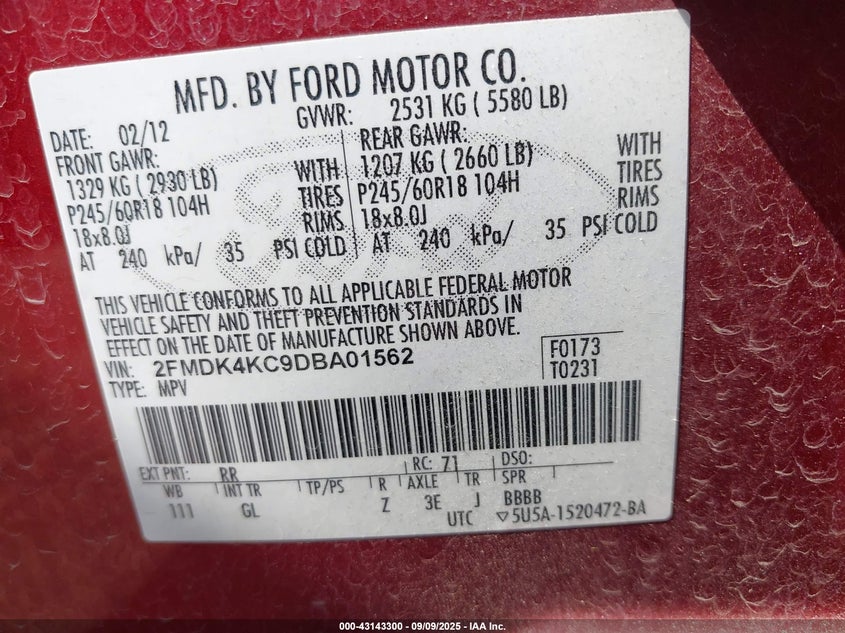 MFD. BY FORD MOTOR CO.
DATE: 02/12
GVWR: 2531 KG ( 5580 LB)
FRONT GAWR:
1329 KG ( 2930 LB)
P245/60R18 104H
18x8.0J
AT 240 kPa/ 35 PSI COLD
WITH
TIRES
RIMS
REAR GAWR:
1207 KG ( 2660 LB)
P245/60R18 104H
18x8.0J
AT 240 kPa/ 35 PSI COLD
WITH
TIRES
RIMS
THIS VEHICLE CONFORMS TO ALL APPLICABLE FEDERAL MOTOR
VEHICLE SAFETY AND THEFT PREVENTION STANDARDS IN
EFFECT ON THE DATE OF MANUFACTURE SHOWN ABOVE.
VIN: 2FMDK4KC9DBA01562
TYPE: MPV
F0173
T0231
EXT PNT: RR RC: 71 DSO:
WB INT TR TP/PS R AXLE TR SPR
111 GL Z 3E J BBBB
UTC ▽5U5A-1520472-BA
000-43143300 - 09/09/2025 - IAA Inc.